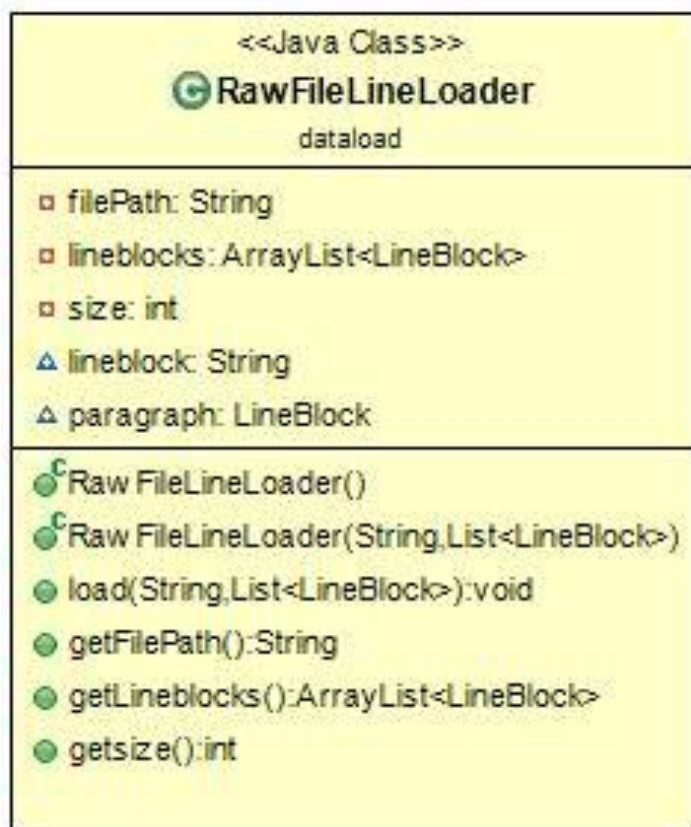 <<Java Class>>
RawFileLineLoader
dataload
filePath: String
lineblocks: ArrayList<LineBlock>
size: int
lineblock: String
paragraph: LineBlock
RawFileLineLoader()
RawFileLineLoader(String,List<LineBlock>)
load(String,List<LineBlock>):void
getFilePath():String
getLineblocks():ArrayList<LineBlock>
getsize():int